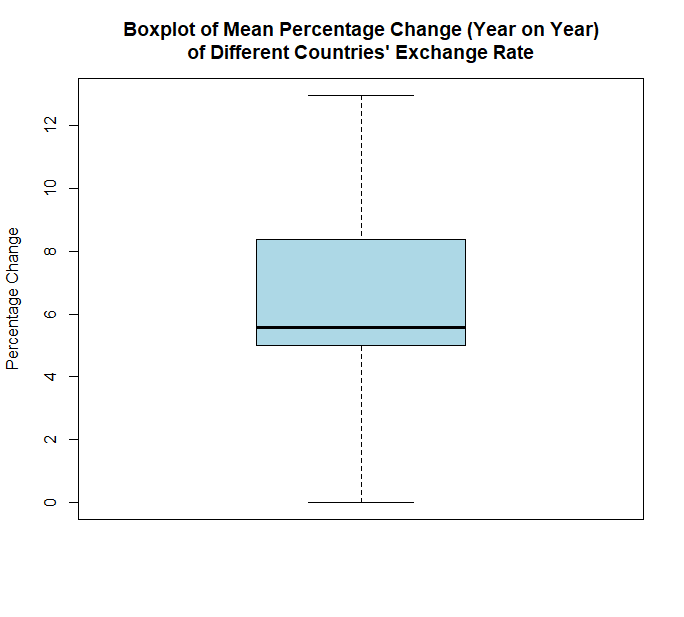 Boxplot of Mean Percentage Change (Year on Year)
of Different Countries' Exchange Rate
Percentage Change
12
10
8
6
4
2
0